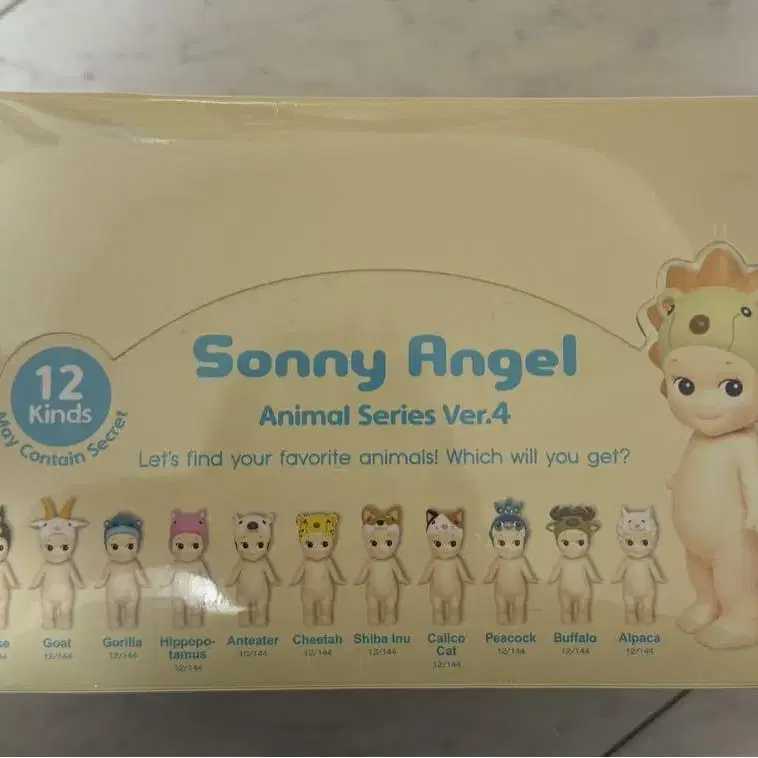 Sonny Angel
12
Kinds
May Contain Secret
Animal Series Ver.4
Let's find your favorite animals! Which will you get?
Goat
12/144
Gorilla
12/144
Hippopo-
tamus
12/144
Anteater
Cheetah
12/144
Shiba Inu
12/144
Calico
Cat
12/144
Peacock
12/144
Buffalo
12/144
Alpaca
12/144